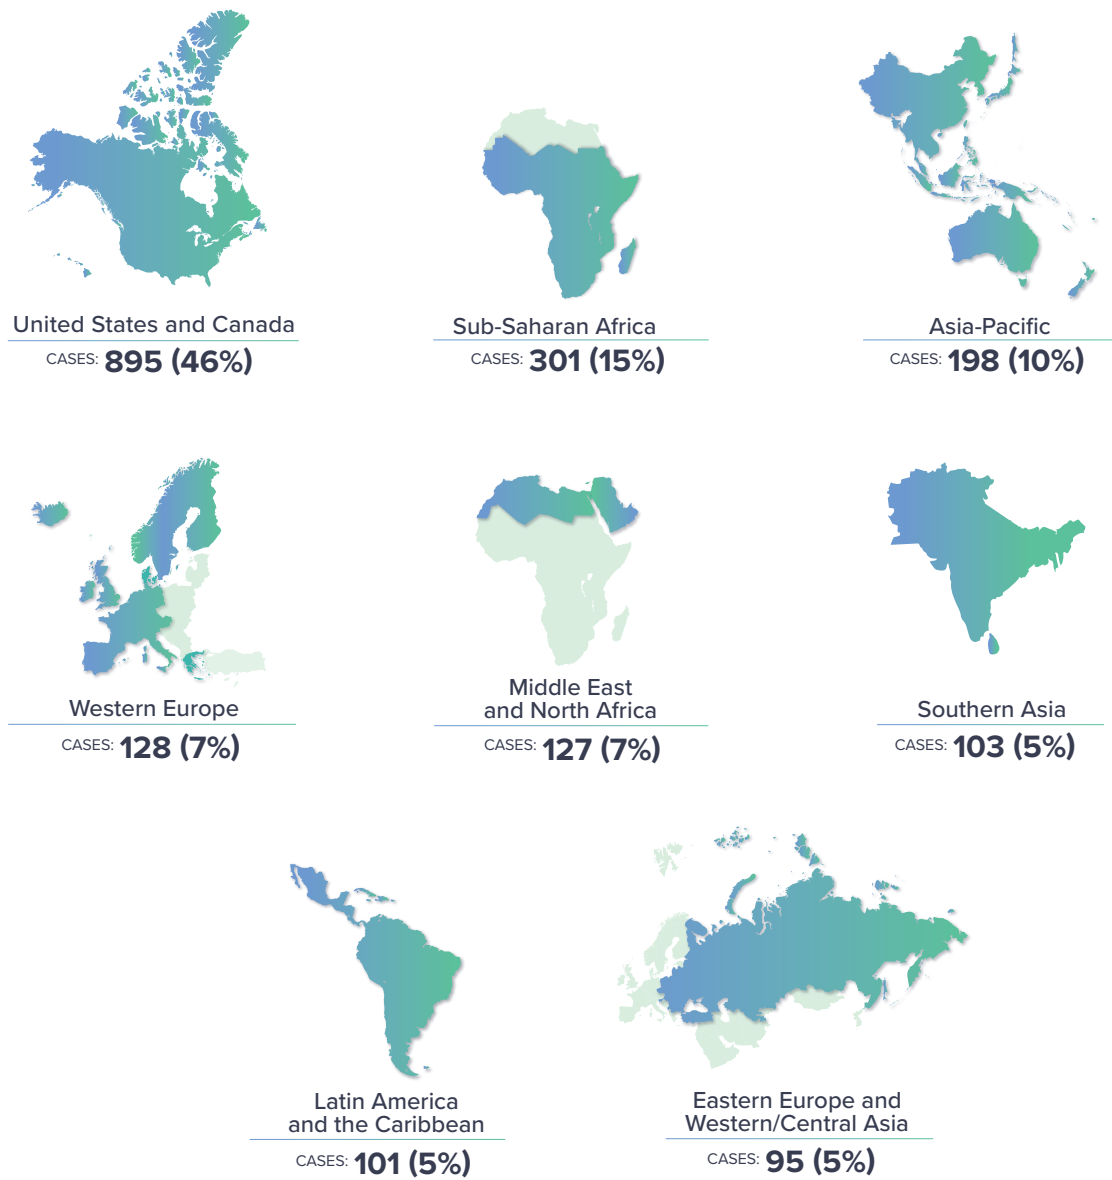 United States and Canada
CASES: 895 (46%)
Sub-Saharan Africa
CASES: 301 (15%)
Asia-Pacific
CASES: 198 (10%)
Western Europe
CASES: 128 (7%)
Middle East
and North Africa
CASES: 127 (7%)
Southern Asia
CASES: 103 (5%)
Latin America
and the Caribbean
CASES: 101 (5%)
Eastern Europe and
Western/Central Asia
CASES: 95 (5%)